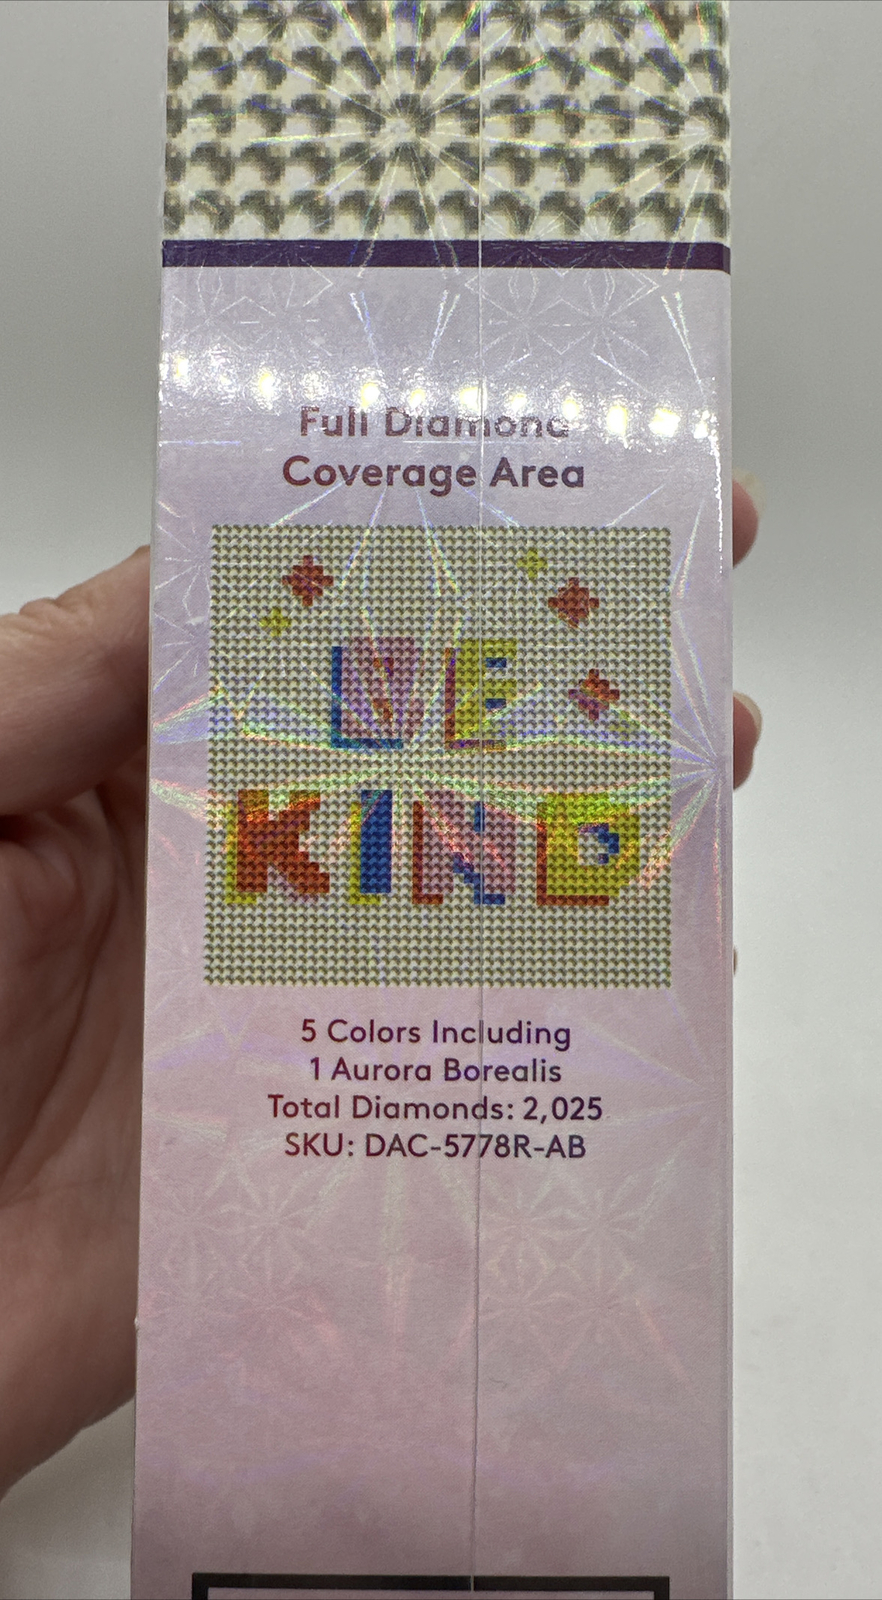 Full Diamond
Coverage Area
BE
KIND
5 Colors Including
1 Aurora Borealis
Total Diamonds: 2,025
SKU: DAC-5778R-AB